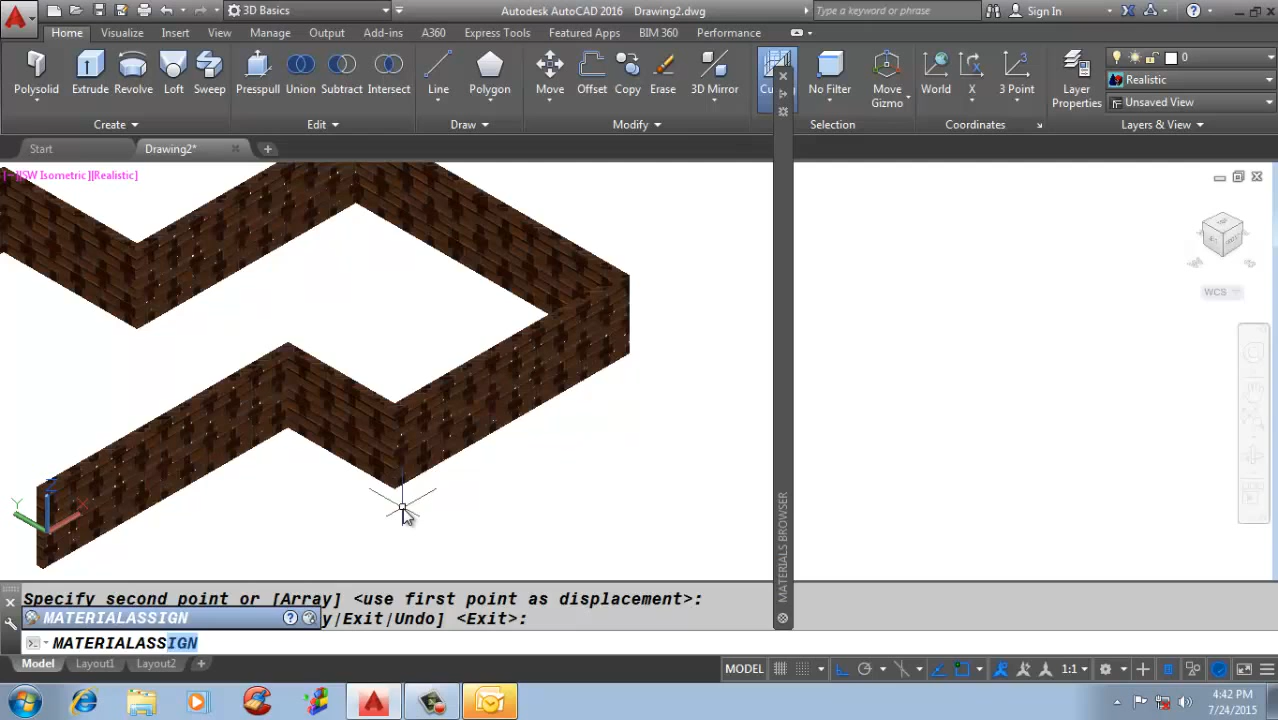 3D Basics
Autodesk AutoCAD 2016 Drawing2.dwg
Type a keyword or phrase
Sign In
Home Visualize Insert View Manage Output Add-ins A360 Express Tools Featured Apps BIM 360 Performance
Polysolid Extrude Revolve Loft Sweep Presspull Union Subtract Intersect Line Polygon Move Offset Copy Erase 3D Mirror Cu No Filter Move Gizmo World X 3 Point Layer Properties
0
Realistic
Unsaved View
Create Edit Draw Modify Selection Coordinates Layers & View
Start Drawing2*
[-][SW Isometric][Realistic]
TOP
WCS
Z
Y
X
MATERIALS BROWSER
Specify second point or [Array] <use first point as displacement>:
MATERIALASSIGN
y/Exit/Undo] <Exit>:
MATERIALASSIGN
Model Layout1 Layout2
MODEL
1:1
4:42 PM
7/24/2015